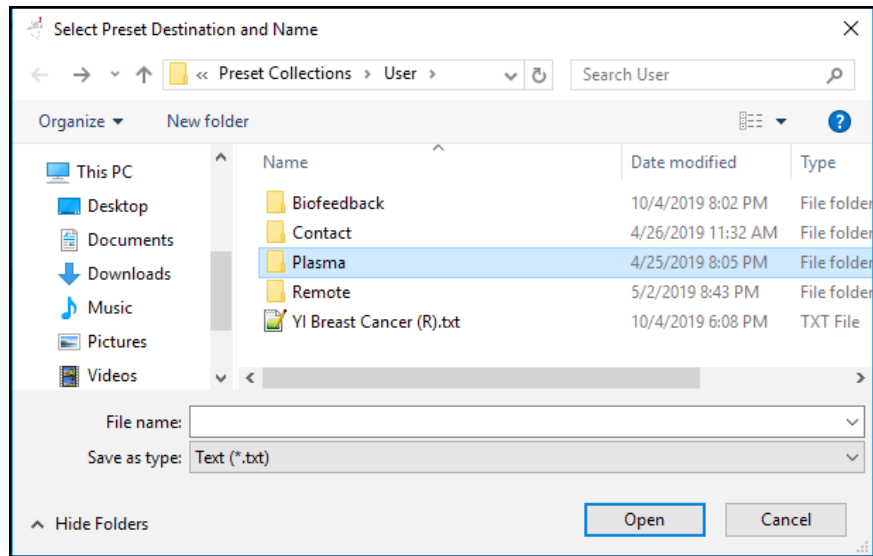 Select Preset Destination and Name
« Preset Collections › User ›
Search User
Organize
New folder
?
Name
Date modified
Type
This PC
Desktop
Documents
Downloads
Music
Pictures
Videos
Biofeedback 10/4/2019 8:02 PM File folder
Contact 4/26/2019 11:32 AM File folder
Plasma 4/25/2019 8:05 PM File folder
Remote 5/2/2019 8:43 PM File folder
YI Breast Cancer (R).txt 10/4/2019 6:08 PM TXT File
File name:
Save as type: Text (*.txt)
Hide Folders
Open
Cancel